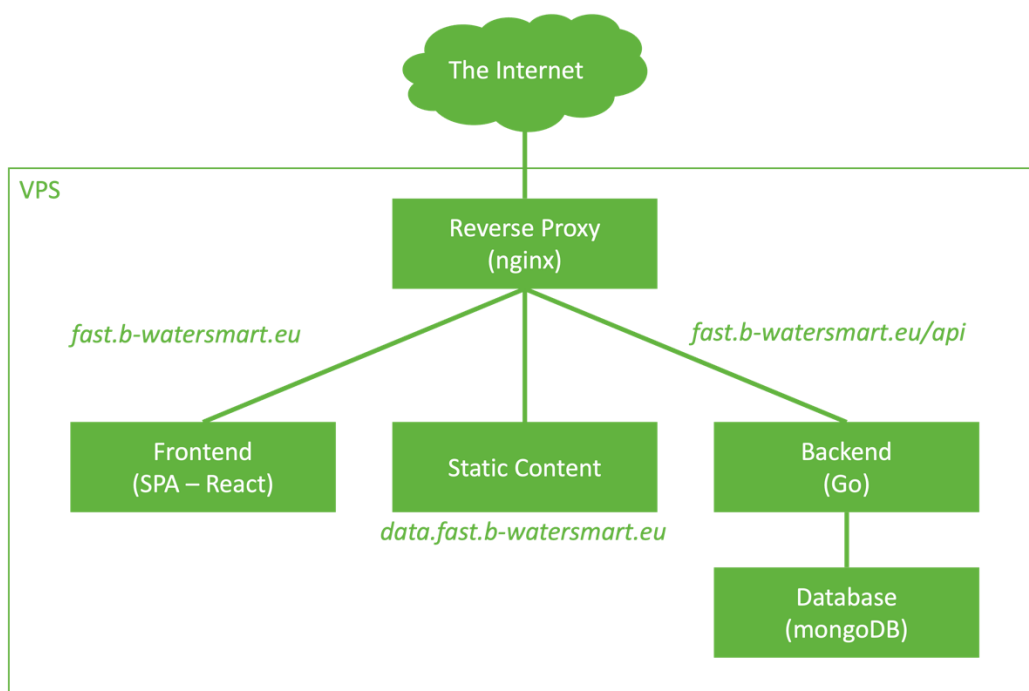 The Internet
VPS
Reverse Proxy
(nginx)
fast.b-watersmart.eu
fast.b-watersmart.eu/api
Frontend
(SPA – React)
Static Content
Backend
(Go)
data.fast.b-watersmart.eu
Database
(mongoDB)